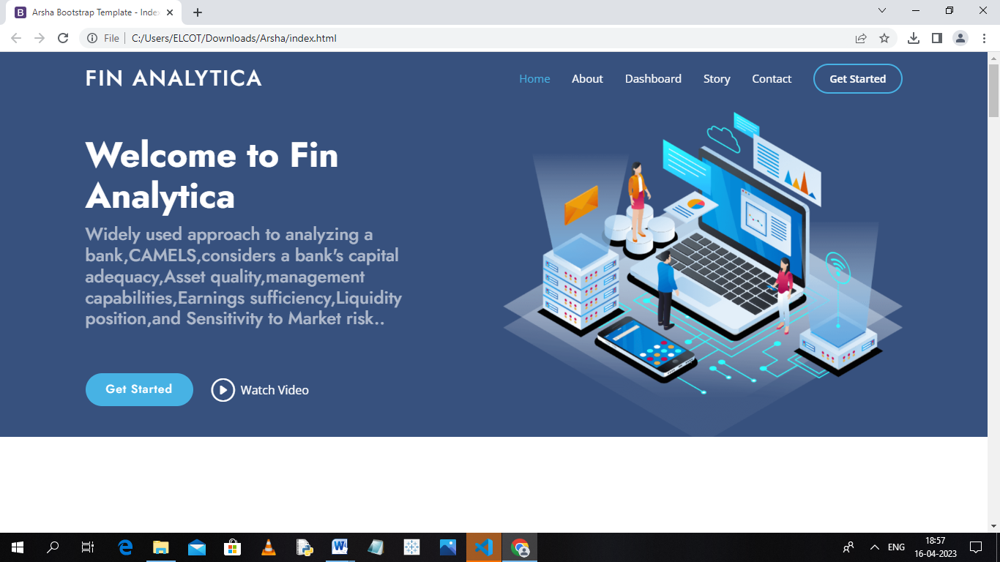 Arsha Bootstrap Template - Inde
File
C:/Users/ELCOT/Downloads/Arsha/index.html
FIN ANALYTICA
Home About Dashboard Story Contact Get Started
Welcome to Fin
Analytica
Widely used approach to analyzing a
bank,CAMELS,considers a bank's capital
adequacy,Asset quality,management
capabilities,Earnings sufficiency,Liquidity
position,and Sensitivity to Market risk..
Get Started Watch Video
ENG
18:57
16-04-2023